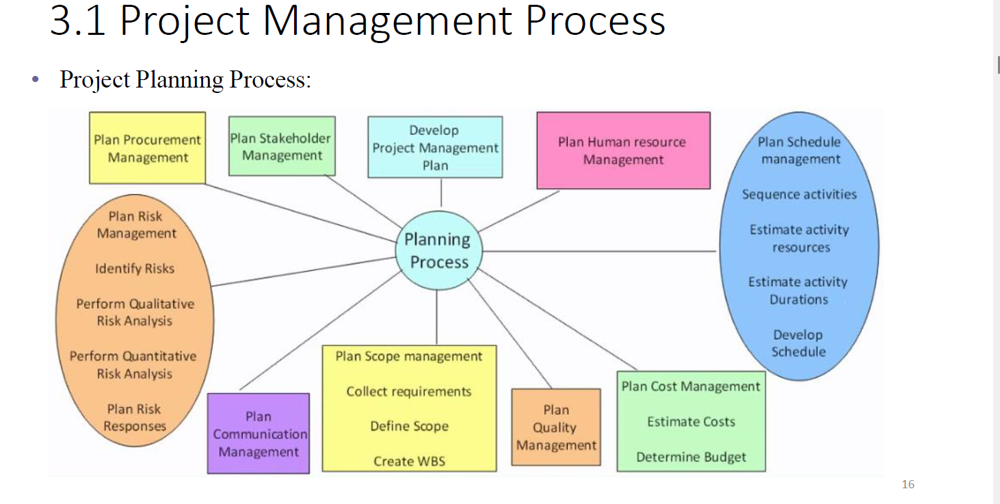 3.1 Project Management Process
• Project Planning Process:
Plan Procurement
Management
Plan Stakeholder
Management
Develop
Project Management
Plan
Plan Human resource
Management
Plan Schedule
management
Sequence activities
Estimate activity
resources
Estimate activity
Durations
Develop
Schedule
Planning
Process
Plan Risk
Management
Identify Risks
Perform Qualitative
Risk Analysis
Perform Quantitative
Risk Analysis
Plan Risk
Responses
Plan
Communication
Management
Plan Scope management
Collect requirements
Define Scope
Create WBS
Plan
Quality
Management
Plan Cost Management
Estimate Costs
Determine Budget
16